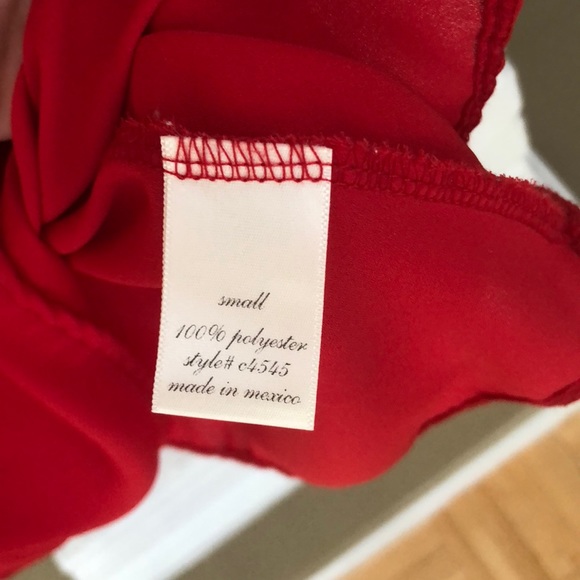 small
100% polyester
style# c4545
made in mexico